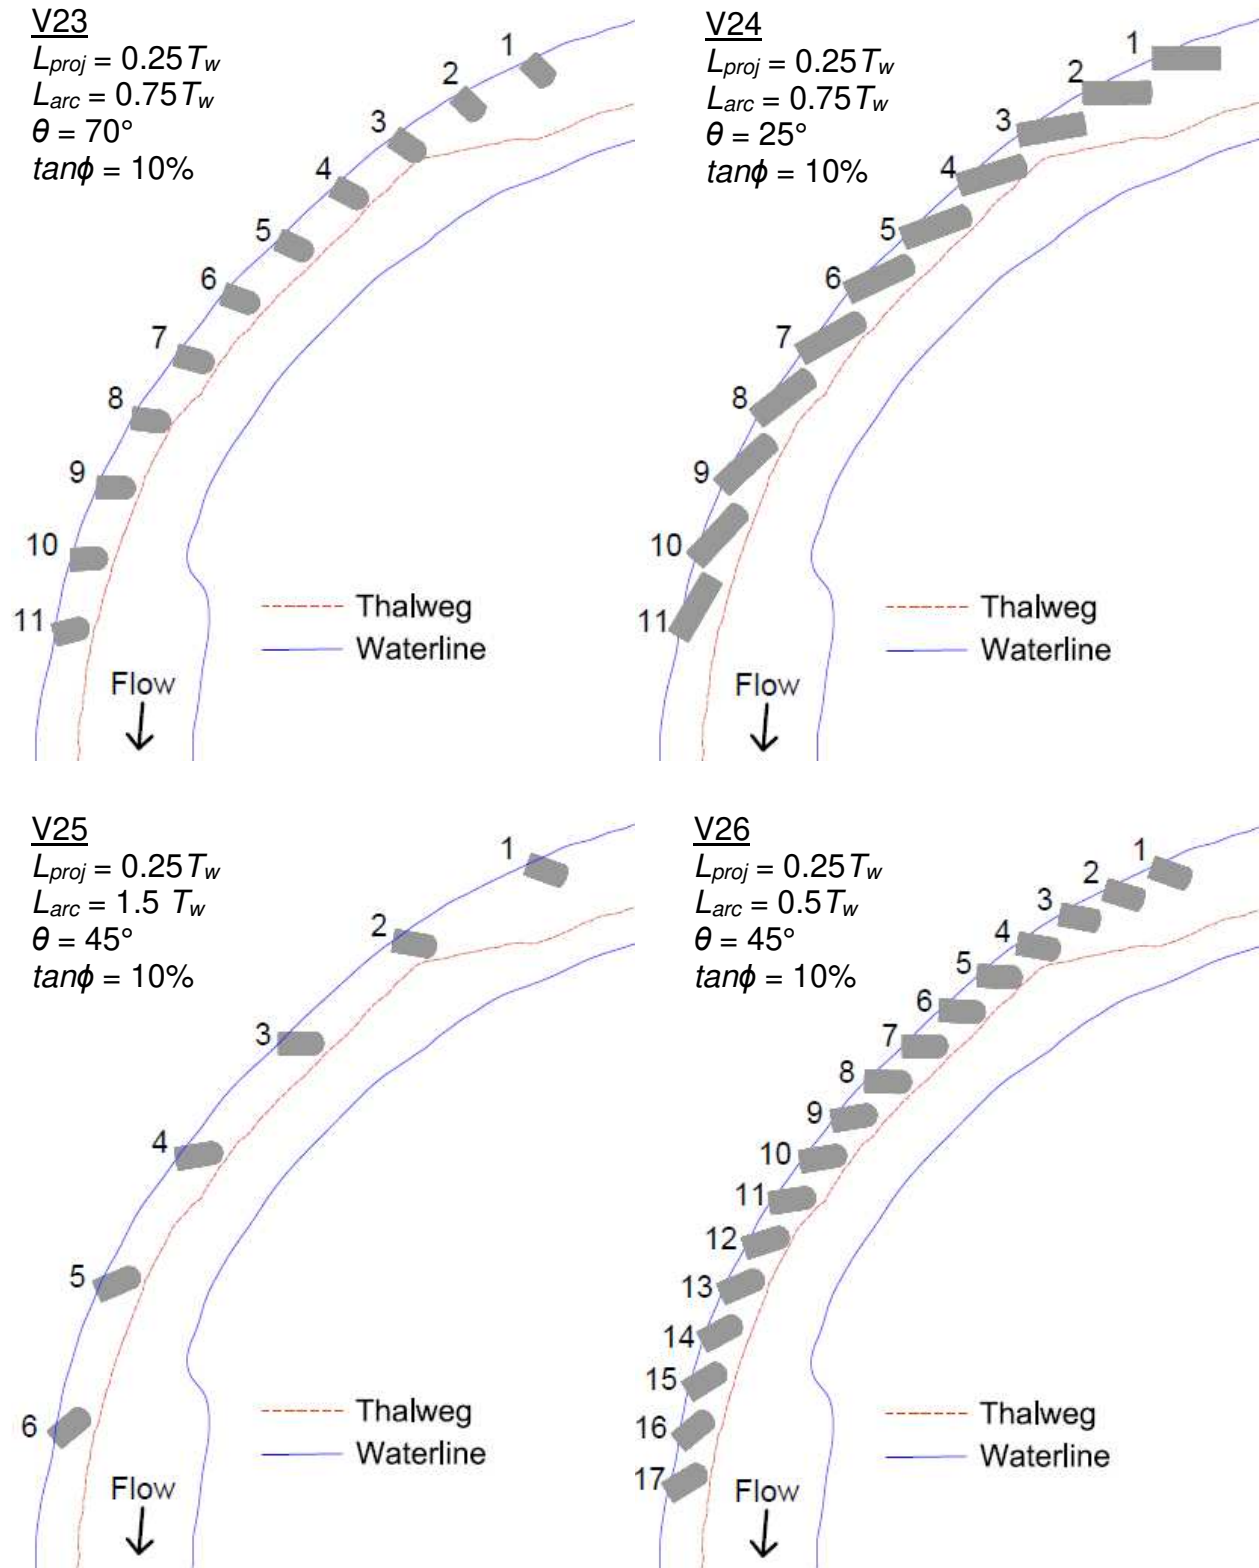 V23
Lproj = 0.25Tw
Larc = 0.75Tw
θ = 70°
tanϕ = 10%
1
2
3
4
5
6
7
8
9
10
11
Thalweg
Waterline
Flow
V24
Lproj = 0.25Tw
Larc = 0.75Tw
θ = 25°
tanϕ = 10%
1
2
3
4
5
6
7
8
9
10
11
Thalweg
Waterline
Flow
V25
Lproj = 0.25Tw
Larc = 1.5 Tw
θ = 45°
tanϕ = 10%
1
2
3
4
5
6
Thalweg
Waterline
Flow
V26
Lproj = 0.25Tw
Larc = 0.5Tw
θ = 45°
tanϕ = 10%
1
2
3
4
5
6
7
8
9
10
11
12
13
14
15
16
17
Thalweg
Waterline
Flow